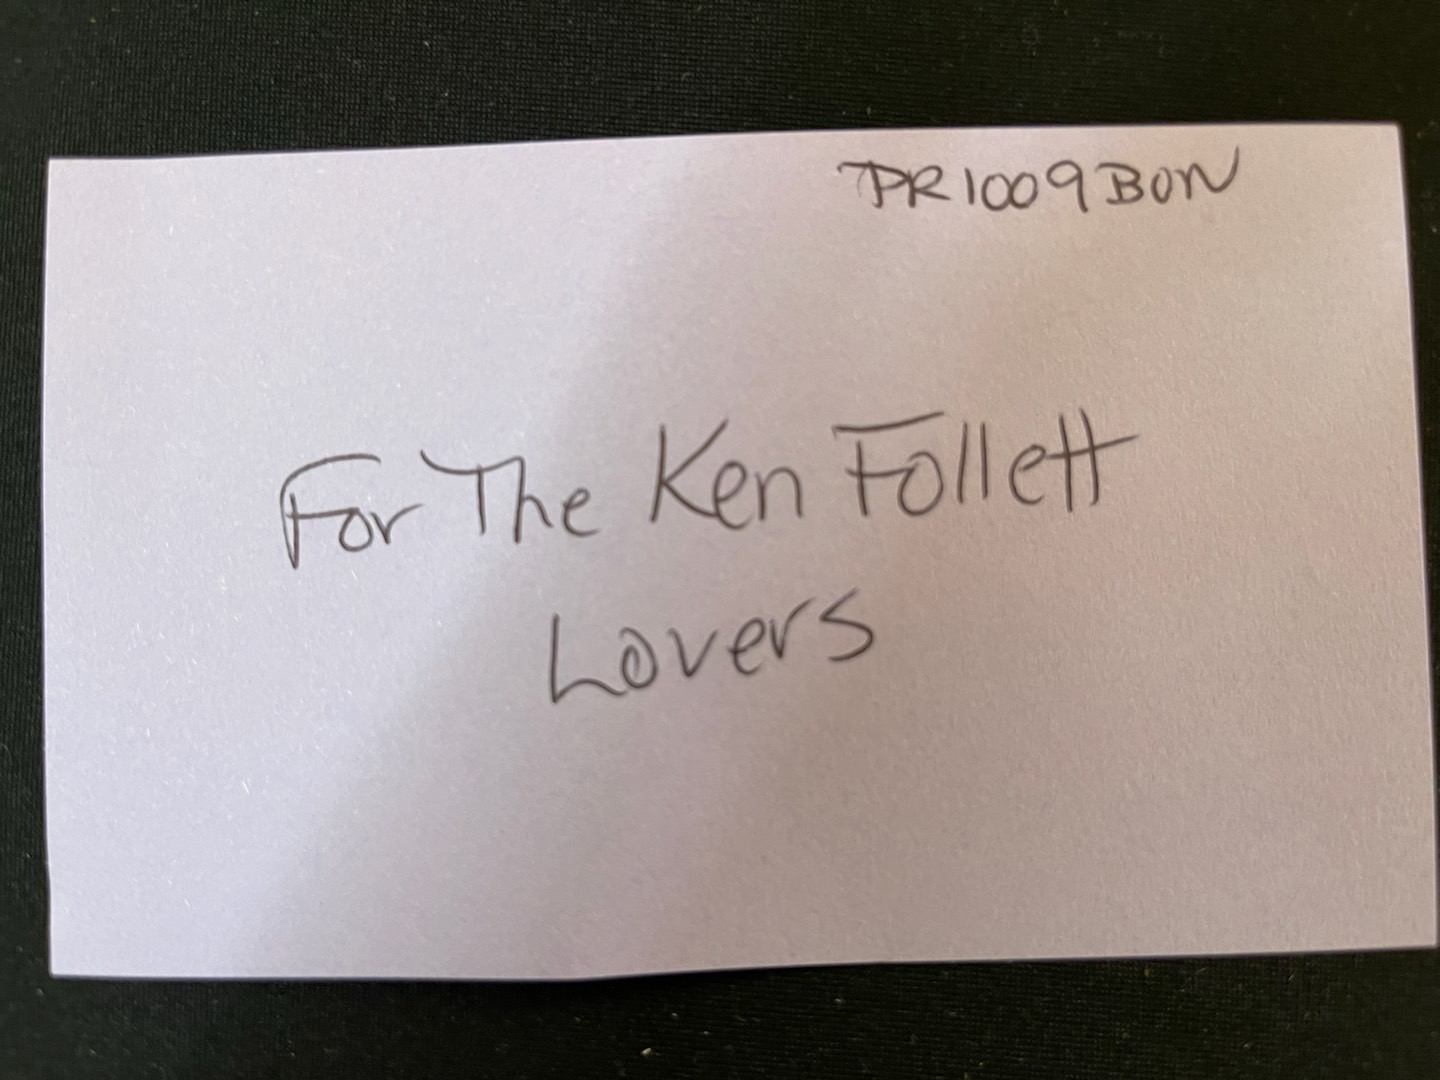 PR1009BON
For The Ken Follett
Lovers